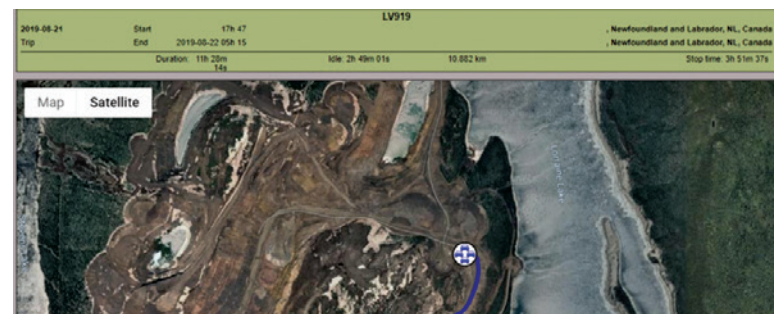 LV919
2019-08-21 Start 17h 47 , Newfoundland and Labrador, NL, Canada
Trip End 2019-08-22 05h 15 , Newfoundland and Labrador, NL, Canada
Duration: 11h 28m Idle: 2h 49m 01s 10.882 km Stop time: 3h 51m 37s
14s
Map Satellite